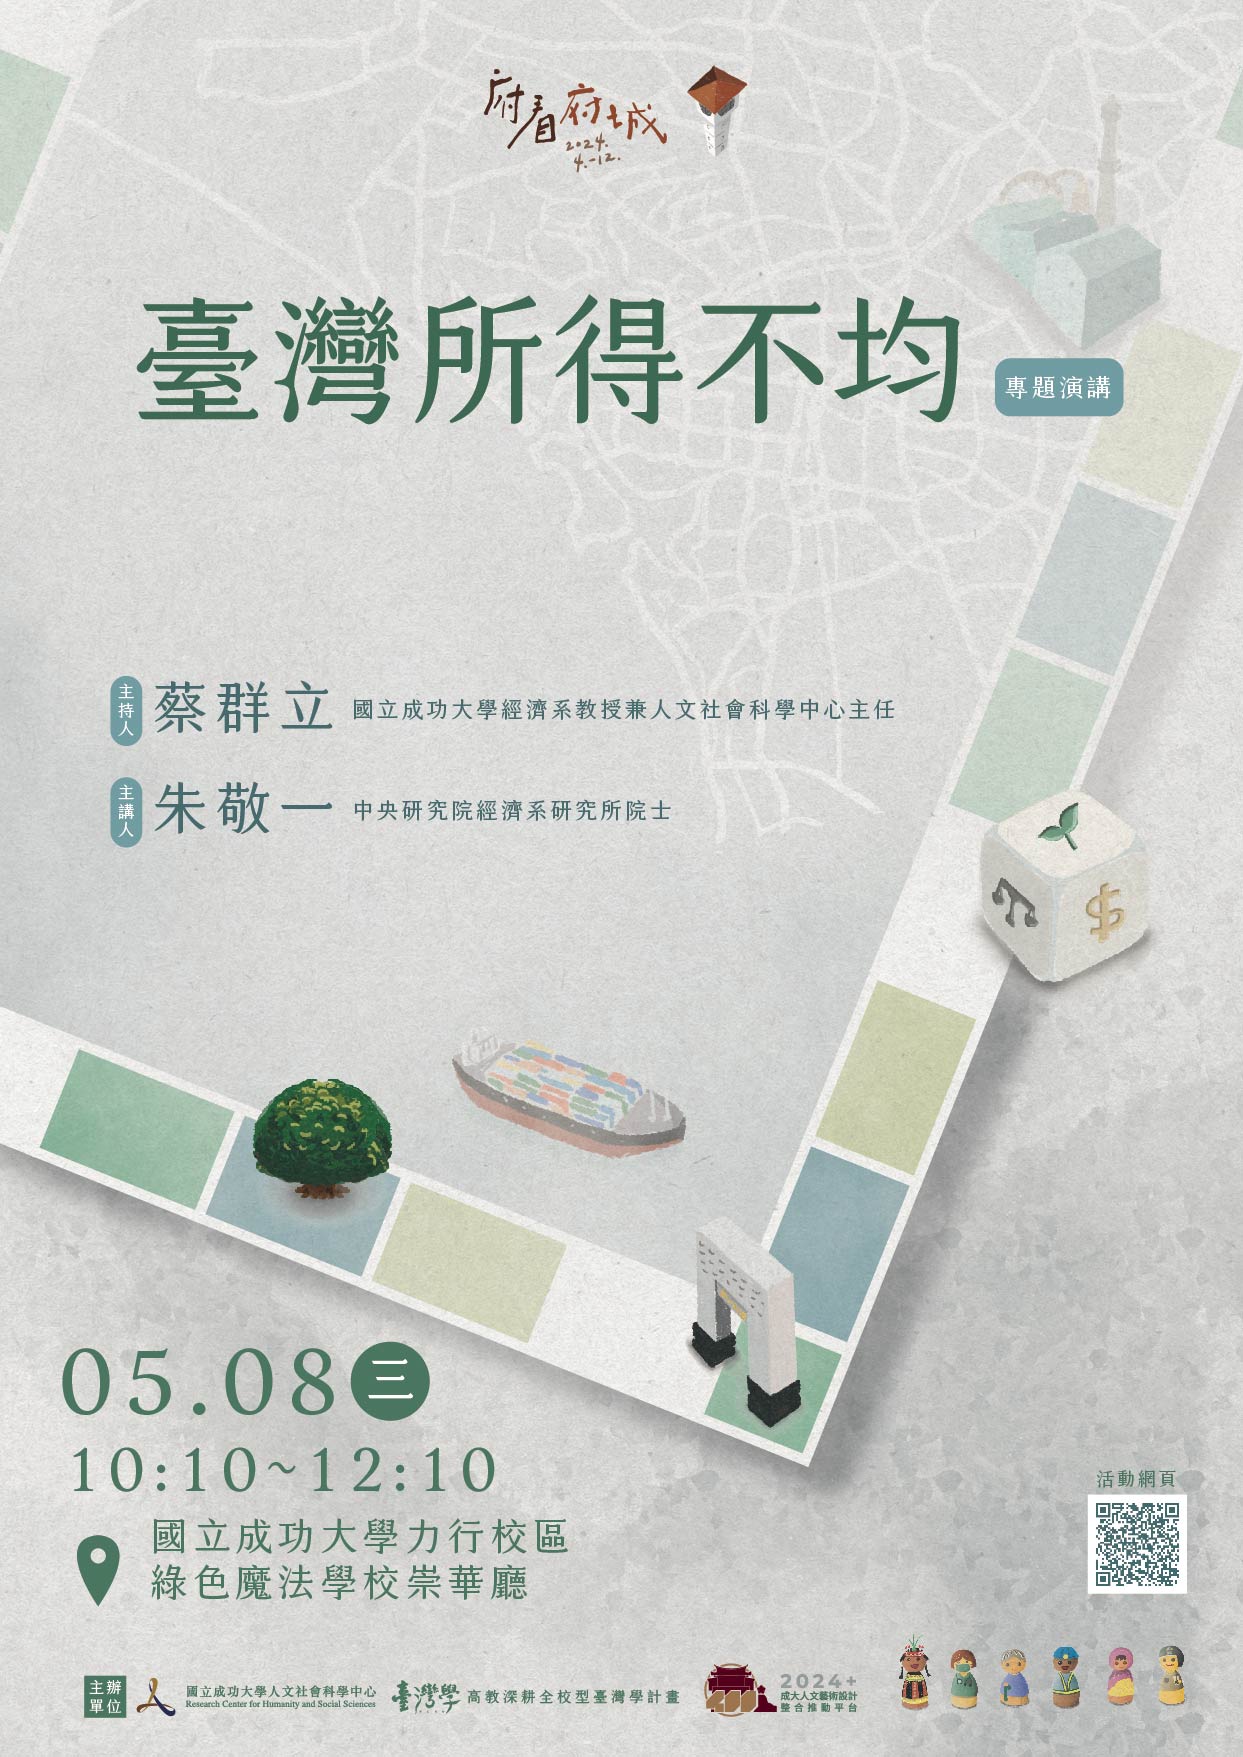 府看府城
2024.
4.-12.
臺灣所得不均
專題演講
主持人
蔡群立
國立成功大學經濟系教授兼人文社會科學中心主任
主講人
朱敬一
中央研究院經濟系研究所院士
05.08 三
10:10~12:10
國立成功大學力行校區
綠色魔法學校崇華廳
活動網頁
主辦
單位
國立成功大學人文社會科學中心
Research Center for Humanity and Social Sciences
臺灣學
高教深耕全校型臺灣學計畫
200
2024+
成大人文藝術設計
整合推動平台